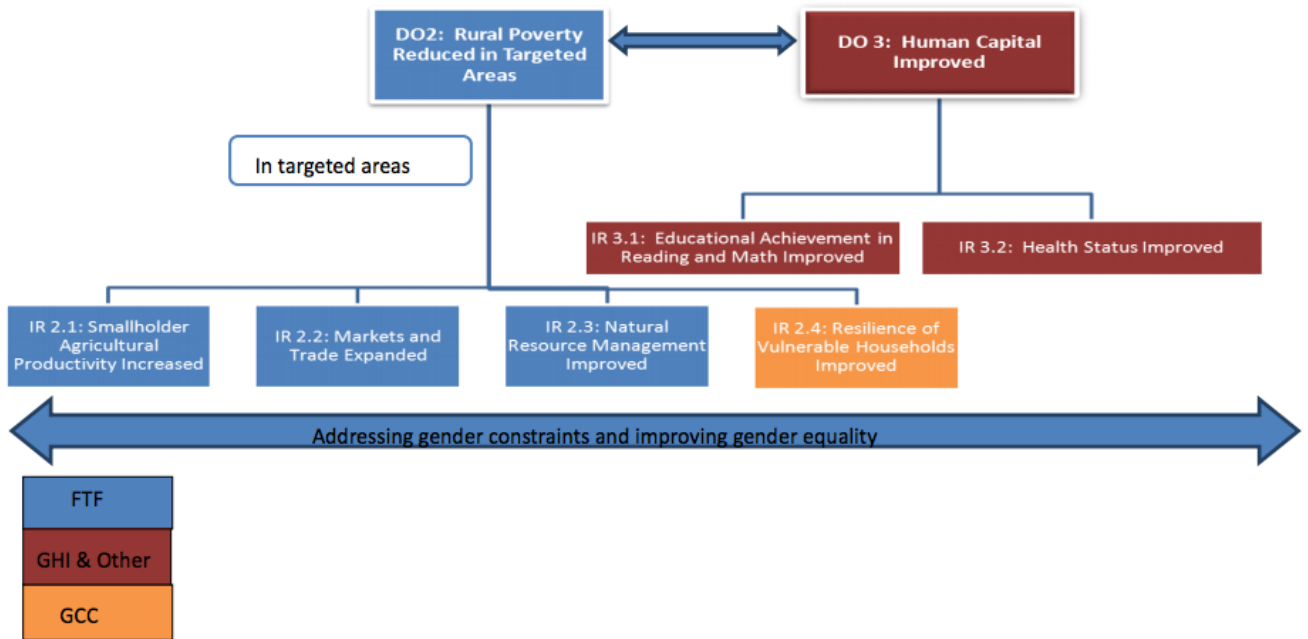 DO2: Rural Poverty
Reduced in Targeted
Areas
DO 3: Human Capital
Improved
In targeted areas
IR 3.1: Educational Achievement in
Reading and Math Improved
IR 3.2: Health Status Improved
IR 2.1: Smallholder
Agricultural
Productivity Increased
IR 2.2: Markets and
Trade Expanded
IR 2.3: Natural
Resource Management
Improved
IR 2.4: Resilience of
Vulnerable Households
Improved
Addressing gender constraints and improving gender equality
FTF
GHI & Other
GCC